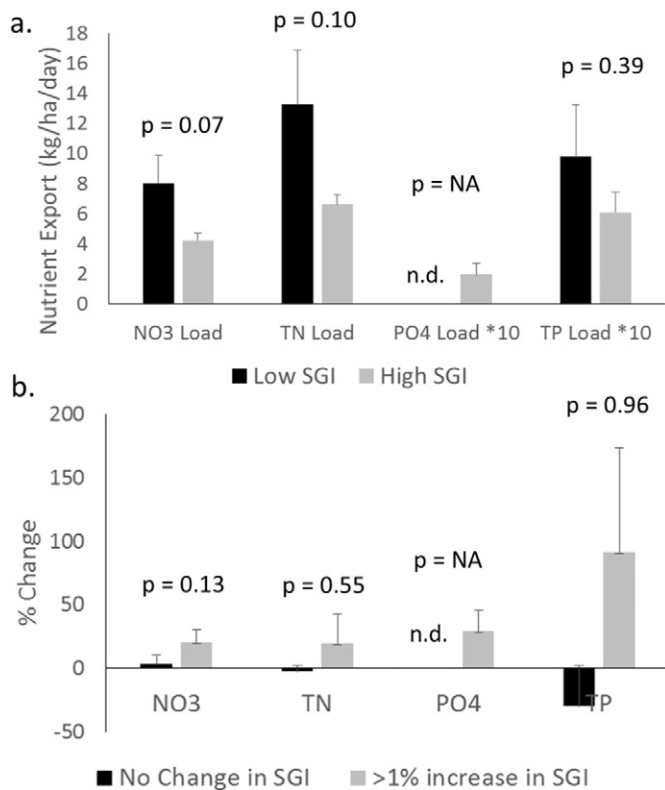 a.
Nutrient Export (kg/ha/day)
18
16
14
12
10
8
6
4
2
0
p = 0.07
p = 0.10
p = NA
n.d.
p = 0.39
NO3 Load
TN Load
PO4 Load *10
TP Load *10
Low SGI
High SGI
b.
% Change
200
150
100
50
0
-50
p = 0.13
p = 0.55
p = NA
n.d.
p = 0.96
NO3
TN
PO4
TP
No Change in SGI
>1% increase in SGI